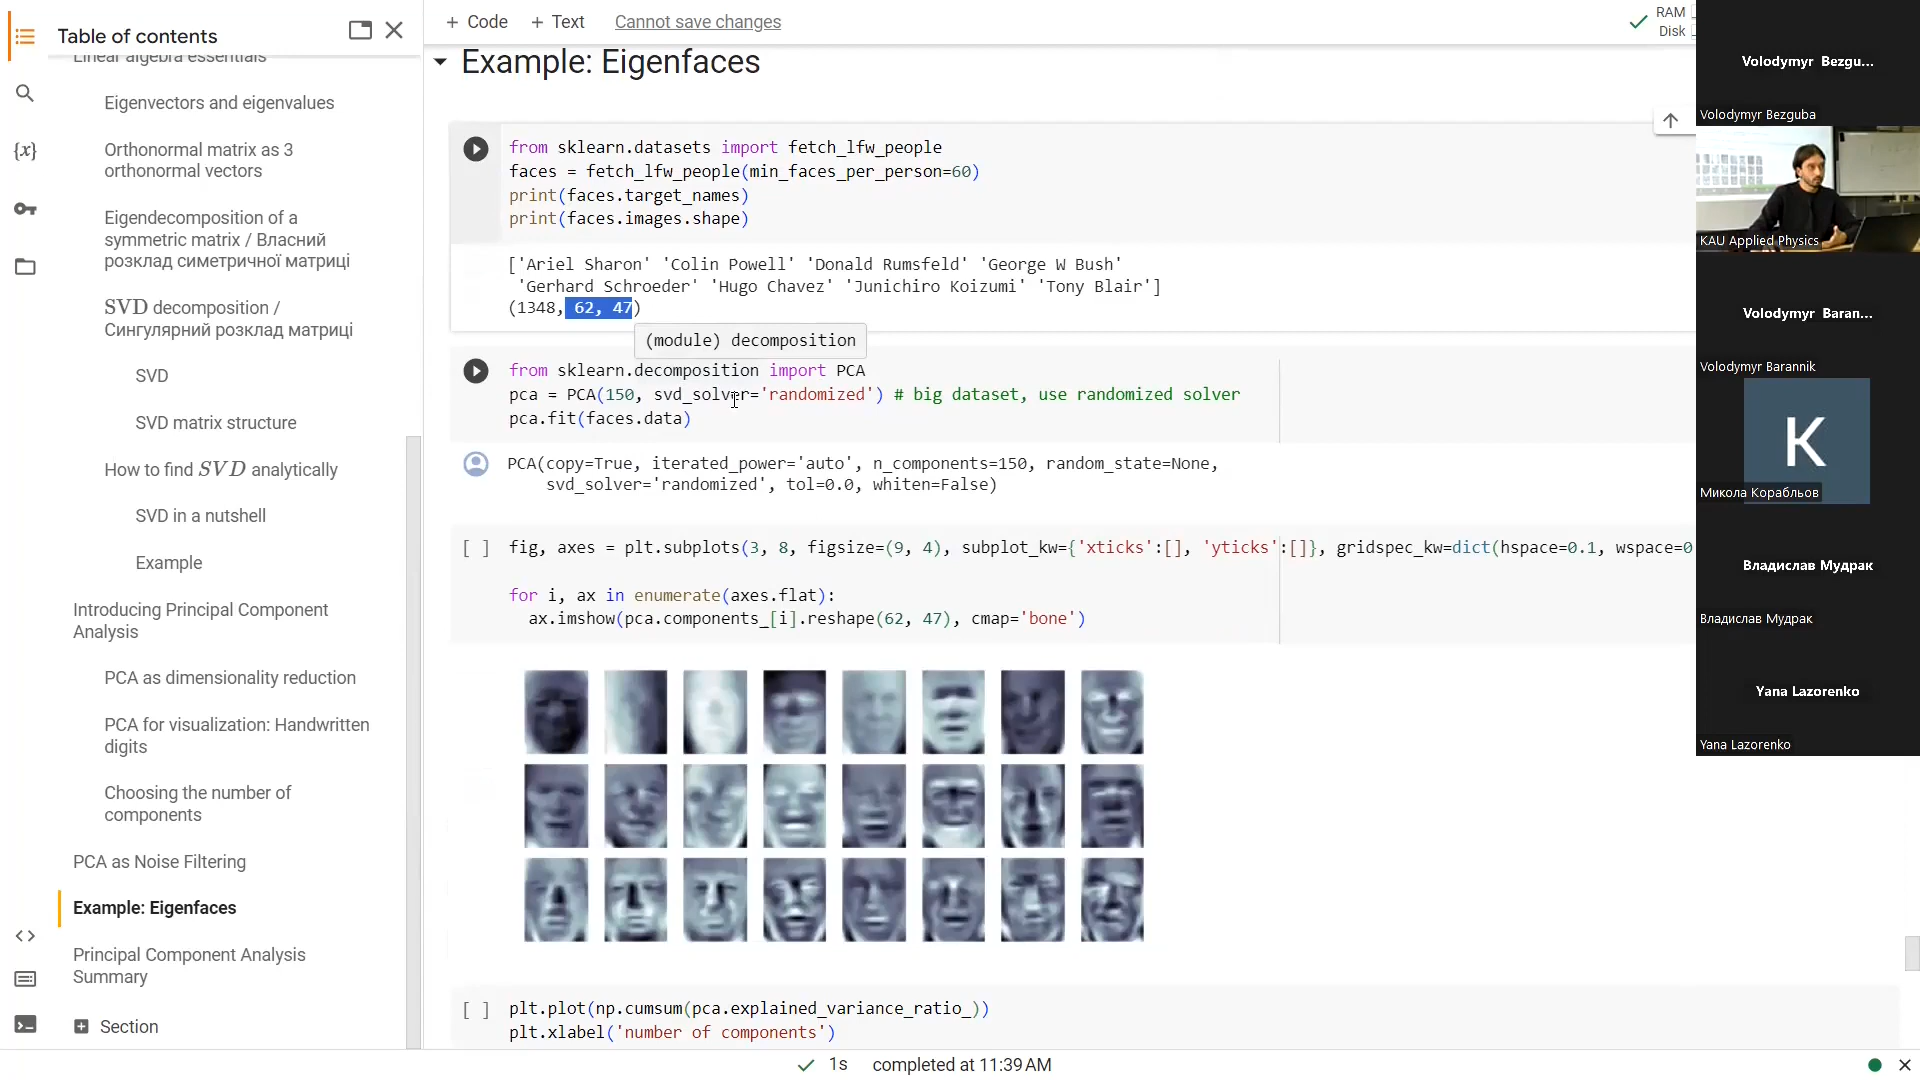 Table of contents
Linear algebra essentials
Eigenvectors and eigenvalues
Orthonormal matrix as 3
orthonormal vectors
Eigendecomposition of a
symmetric matrix / Власний
розклад симетричної матриці
SVD decomposition /
Сингулярний розклад матриці
SVD
SVD matrix structure
How to find SVD analytically
SVD in a nutshell
Example
Introducing Principal Component
Analysis
PCA as dimensionality reduction
PCA for visualization: Handwritten
digits
Choosing the number of
components
PCA as Noise Filtering
Example: Eigenfaces
Principal Component Analysis
Summary
Section
{x}
+ Code + Text Cannot save changes
RAM
Disk
Example: Eigenfaces
from sklearn.datasets import fetch_lfw_people
faces = fetch_lfw_people(min_faces_per_person=60)
print(faces.target_names)
print(faces.images.shape)
['Ariel Sharon' 'Colin Powell' 'Donald Rumsfeld' 'George W Bush'
'Gerhard Schroeder' 'Hugo Chavez' 'Junichiro Koizumi' 'Tony Blair']
(1348, 62, 47)
(module) decomposition
from sklearn.decomposition import PCA
pca = PCA(150, svd_solver='randomized') # big dataset, use randomized solver
pca.fit(faces.data)
PCA(copy=True, iterated_power='auto', n_components=150, random_state=None,
svd_solver='randomized', tol=0.0, whiten=False)
[ ] fig, axes = plt.subplots(3, 8, figsize=(9, 4), subplot_kw={'xticks':[], 'yticks':[]}, gridspec_kw=dict(hspace=0.1, wspace=0
for i, ax in enumerate(axes.flat):
ax.imshow(pca.components_[i].reshape(62, 47), cmap='bone')
[ ] plt.plot(np.cumsum(pca.explained_variance_ratio_))
plt.xlabel('number of components')
1s completed at 11:39 AM
Volodymyr Bezgu...
Volodymyr Bezguba
KAU Applied Physics
Volodymyr Baran...
Volodymyr Barannik
K
Микола Корабльов
Владислав Мудрак
Владислав Мудрак
Yana Lazorenko
Yana Lazorenko